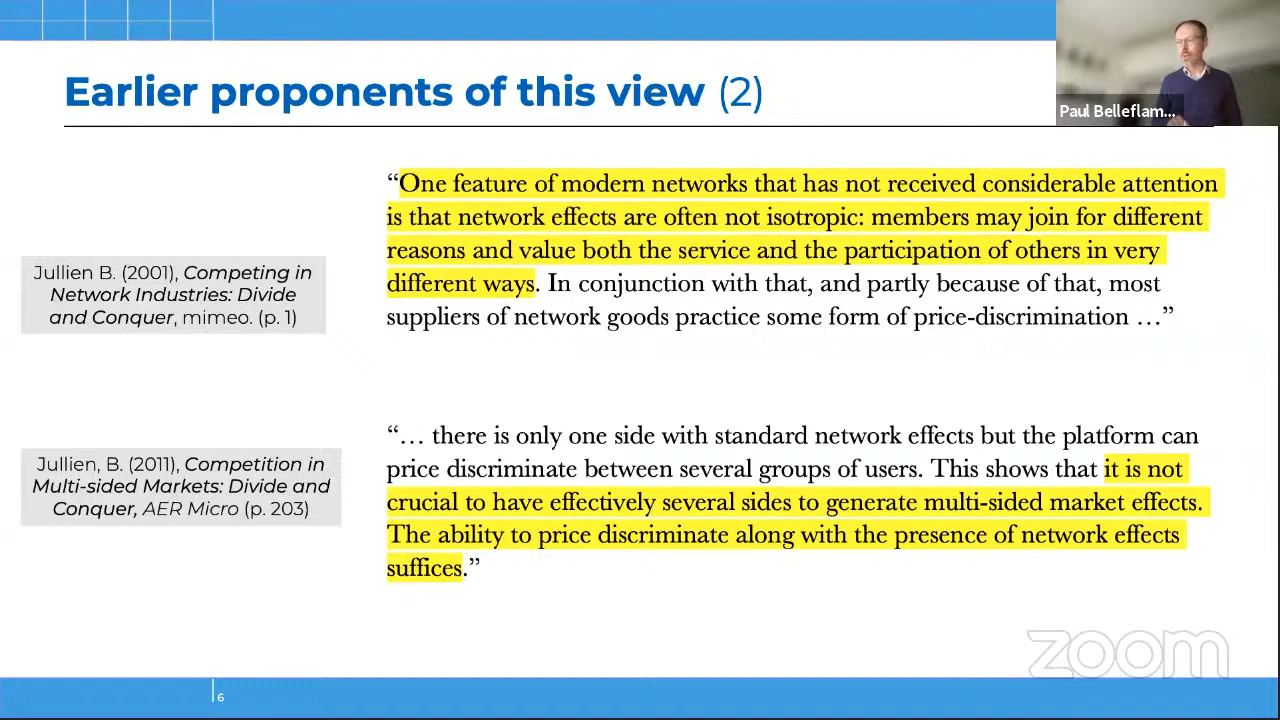 Earlier proponents of this view (2)
Paul Belleflam...
“One feature of modern networks that has not received considerable attention
is that network effects are often not isotropic: members may join for different
reasons and value both the service and the participation of others in very
different ways. In conjunction with that, and partly because of that, most
suppliers of network goods practice some form of price-discrimination …”
Jullien B. (2001), Competing in
Network Industries: Divide
and Conquer, mimeo. (p. 1)
“… there is only one side with standard network effects but the platform can
price discriminate between several groups of users. This shows that it is not
crucial to have effectively several sides to generate multi-sided market effects.
The ability to price discriminate along with the presence of network effects
suffices.”
Jullien, B. (2011), Competition in
Multi-sided Markets: Divide and
Conquer, AER Micro (p. 203)
zoom
6